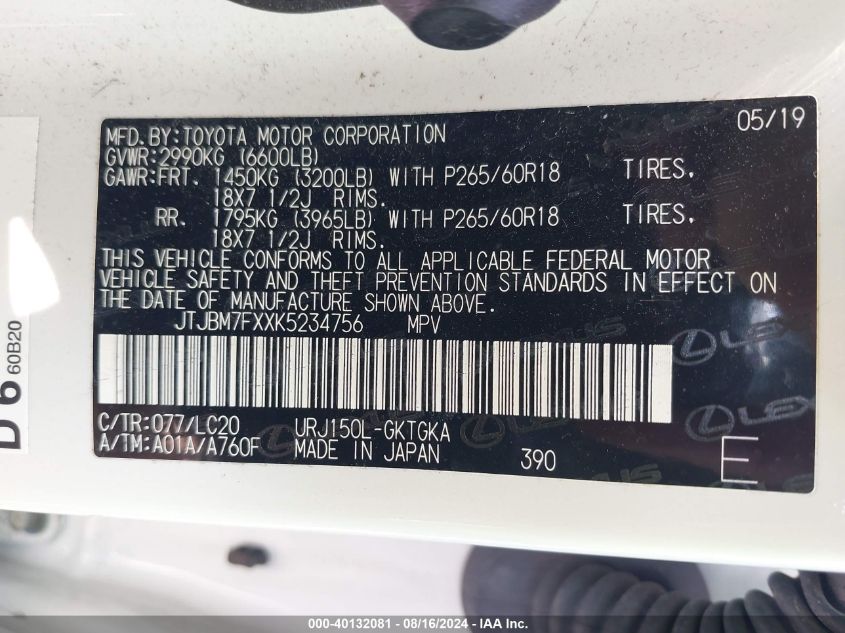 MFD.BY:TOYOTA MOTOR CORPORATION 05/19
GVWR:2990KG (6600LB)
GAWR:FRT. 1450KG (3200LB) WITH P265/60R18 TIRES.
18X7 1/2J RIMS.
RR. 1795KG (3965LB) WITH P265/60R18 TIRES.
18X7 1/2J RIMS.
THIS VEHICLE CONFORMS TO ALL APPLICABLE FEDERAL MOTOR
VEHICLE SAFETY AND THEFT PREVENTION STANDARDS IN EFFECT ON
THE DATE OF MANUFACTURE SHOWN ABOVE.
JTJBM7FXXK5234756 MPV
LEXUS
C/TR:077/LC20 URJ150L-GKTGKA
A/TM:A01A/A760F MADE IN JAPAN 390 E
D 6 60B20
000-40132081 - 08/16/2024 - IAA Inc.